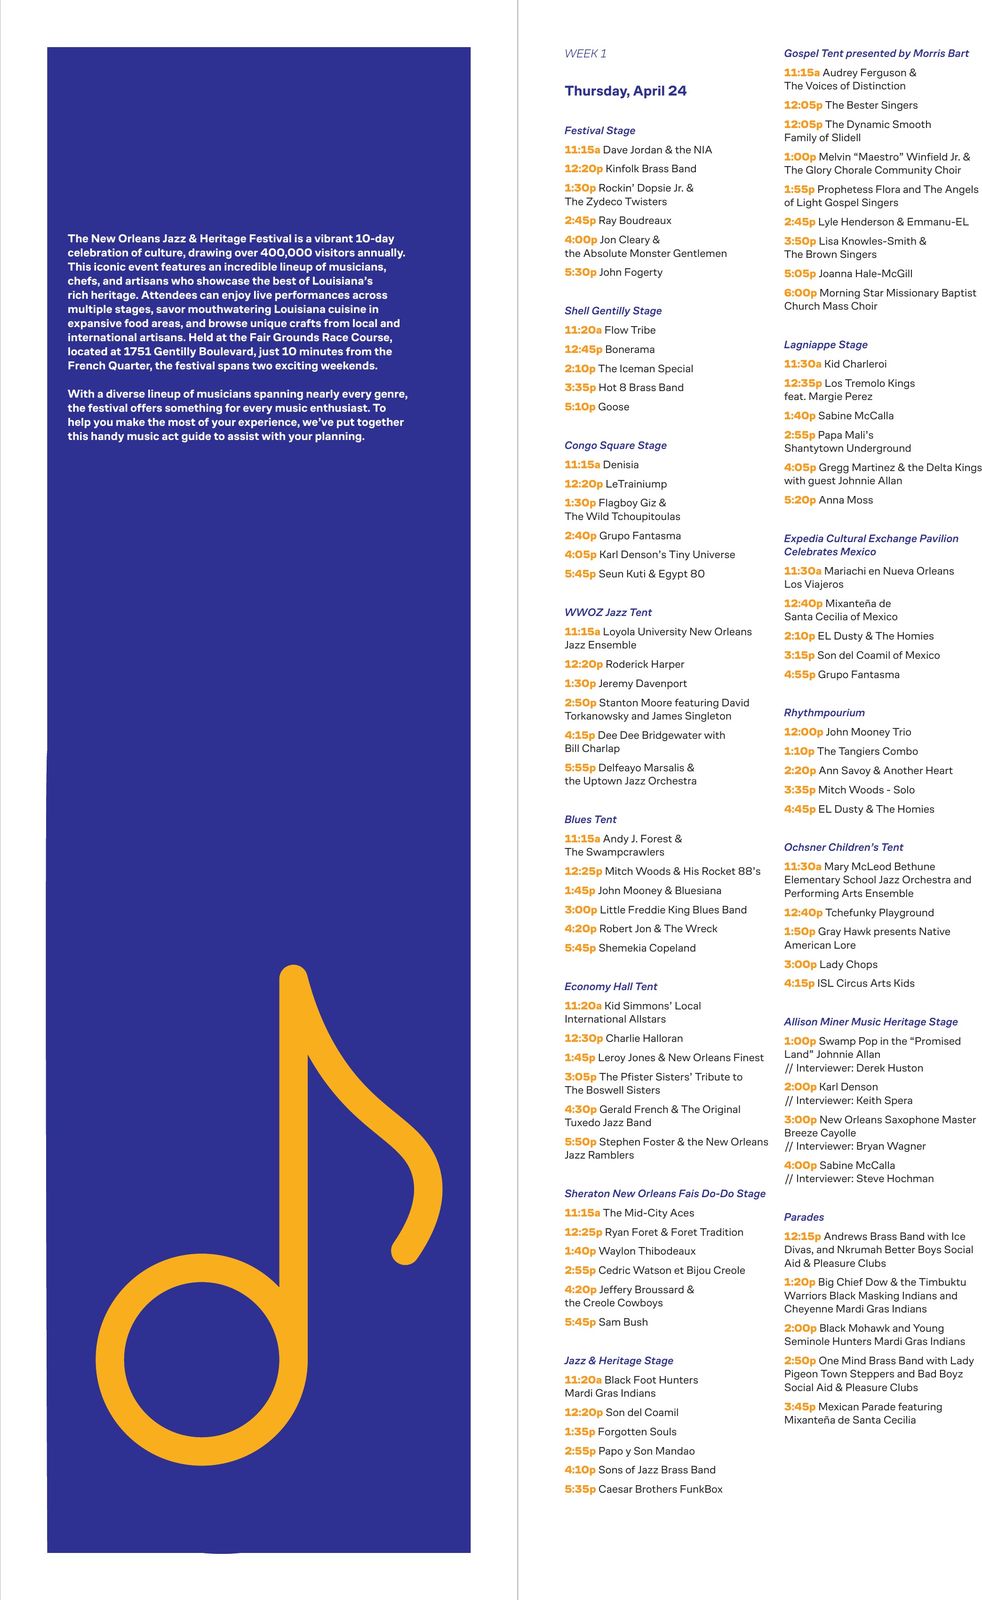 The New Orleans Jazz & Heritage Festival is a vibrant 10-day
celebration of culture, drawing over 400,000 visitors annually.
This iconic event features an incredible lineup of musicians,
chefs, and artisans who showcase the best of Louisiana's
rich heritage. Attendees can enjoy live performances across
multiple stages, savor mouthwatering Louisiana cuisine in
expansive food areas, and browse unique crafts from local and
international artisans. Held at the Fair Grounds Race Course,
located at 1751 Gentilly Boulevard, just 10 minutes from the
French Quarter, the festival spans two exciting weekends.
With a diverse lineup of musicians spanning nearly every genre,
the festival offers something for every music enthusiast. To
help you make the most of your experience, we've put together
this handy music act guide to assist with your planning.
WEEK 1
Thursday, April 24
Festival Stage
11:15a Dave Jordan & the NIA
12:20p Kinfolk Brass Band
1:30p Rockin' Dopsie Jr. &
The Zydeco Twisters
2:45p Ray Boudreaux
4:00p Jon Cleary &
the Absolute Monster Gentlemen
5:30p John Fogerty
Shell Gentilly Stage
11:20a Flow Tribe
12:45p Bonerama
2:10p The Iceman Special
3:35p Hot 8 Brass Band
5:10p Goose
Congo Square Stage
11:15a Denisia
12:20p LeTrainiump
1:30p Flagboy Giz &
The Wild Tchoupitoulas
2:40p Grupo Fantasma
4:05p Karl Denson's Tiny Universe
5:45p Seun Kuti & Egypt 80
WWOZ Jazz Tent
11:15a Loyola University New Orleans
Jazz Ensemble
12:20p Roderick Harper
1:30p Jeremy Davenport
2:50p Stanton Moore featuring David
Torkanowsky and James Singleton
4:15p Dee Dee Bridgewater with
Bill Charlap
5:55p Delfeayo Marsalis &
the Uptown Jazz Orchestra
Blues Tent
11:15a Andy J. Forest &
The Swampcrawlers
12:25p Mitch Woods & His Rocket 88's
1:45p John Mooney & Bluesiana
3:00p Little Freddie King Blues Band
4:20p Robert Jon & The Wreck
5:45p Shemekia Copeland
Economy Hall Tent
11:20a Kid Simmons' Local
International Allstars
12:30p Charlie Halloran
1:45p Leroy Jones & New Orleans Finest
3:05p The Pfister Sisters' Tribute to
The Boswell Sisters
4:30p Gerald French & The Original
Tuxedo Jazz Band
5:50p Stephen Foster & the New Orleans
Jazz Ramblers
Sheraton New Orleans Fais Do-Do Stage
11:15a The Mid-City Aces
12:25p Ryan Foret & Foret Tradition
1:40p Waylon Thibodeaux
2:55p Cedric Watson et Bijou Creole
4:20p Jeffery Broussard &
the Creole Cowboys
5:45p Sam Bush
Jazz & Heritage Stage
11:20a Black Foot Hunters
Mardi Gras Indians
12:20p Son del Coamil
1:35p Forgotten Souls
2:55p Papo y Son Mandao
4:10p Sons of Jazz Brass Band
5:35p Caesar Brothers FunkBox
Gospel Tent presented by Morris Bart
11:15a Audrey Ferguson &
The Voices of Distinction
12:05p The Bester Singers
12:05p The Dynamic Smooth
Family of Slidell
1:00p Melvin “Maestro” Winfield Jr. &
The Glory Chorale Community Choir
1:55p Prophetess Flora and The Angels
of Light Gospel Singers
2:45p Lyle Henderson & Emmanu-EL
3:50p Lisa Knowles-Smith &
The Brown Singers
5:05p Joanna Hale-McGill
6:00p Morning Star Missionary Baptist
Church Mass Choir
Lagniappe Stage
11:30a Kid Charleroi
12:35p Los Tremolo Kings
feat. Margie Perez
1:40p Sabine McCalla
2:55p Papa Mali's
Shantytown Underground
4:05p Gregg Martinez & the Delta Kings
with guest Johnnie Allan
5:20p Anna Moss
Expedia Cultural Exchange Pavilion
Celebrates Mexico
11:30a Mariachi en Nueva Orleans
Los Viajeros
12:40p Mixanteña de
Santa Cecilia of Mexico
2:10p EL Dusty & The Homies
3:15p Son del Coamil of Mexico
4:55p Grupo Fantasma
Rhythmpourium
12:00p John Mooney Trio
1:10p The Tangiers Combo
2:20p Ann Savoy & Another Heart
3:35p Mitch Woods - Solo
4:45p EL Dusty & The Homies
Ochsner Children's Tent
11:30a Mary McLeod Bethune
Elementary School Jazz Orchestra and
Performing Arts Ensemble
12:40p Tchefunky Playground
1:50p Gray Hawk presents Native
American Lore
3:00p Lady Chops
4:15p ISL Circus Arts Kids
Allison Miner Music Heritage Stage
1:00p Swamp Pop in the “Promised
Land” Johnnie Allan
// Interviewer: Derek Huston
2:00p Karl Denson
// Interviewer: Keith Spera
3:00p New Orleans Saxophone Master
Breeze Cayolle
// Interviewer: Bryan Wagner
4:00p Sabine McCalla
// Interviewer: Steve Hochman
Parades
12:15p Andrews Brass Band with Ice
Divas, and Nkrumah Better Boys Social
Aid & Pleasure Clubs
1:20p Big Chief Dow & the Timbuktu
Warriors Black Masking Indians and
Cheyenne Mardi Gras Indians
2:00p Black Mohawk and Young
Seminole Hunters Mardi Gras Indians
2:50p One Mind Brass Band with Lady
Pigeon Town Steppers and Bad Boyz
Social Aid & Pleasure Clubs
3:45p Mexican Parade featuring
Mixanteña de Santa Cecilia